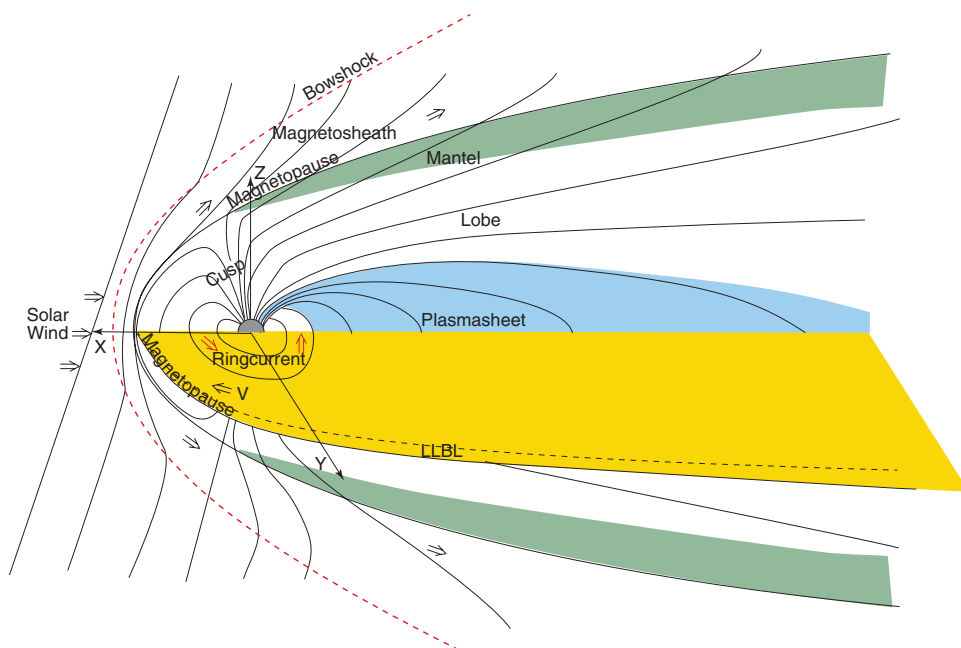 Bowshock
Magnetosheath
Magnetopause
Mantel
Z
Lobe
Cusp
Solar
Wind
X
Plasmasheet
Ringcurrent
Magnetopause
V
LLBL
Y